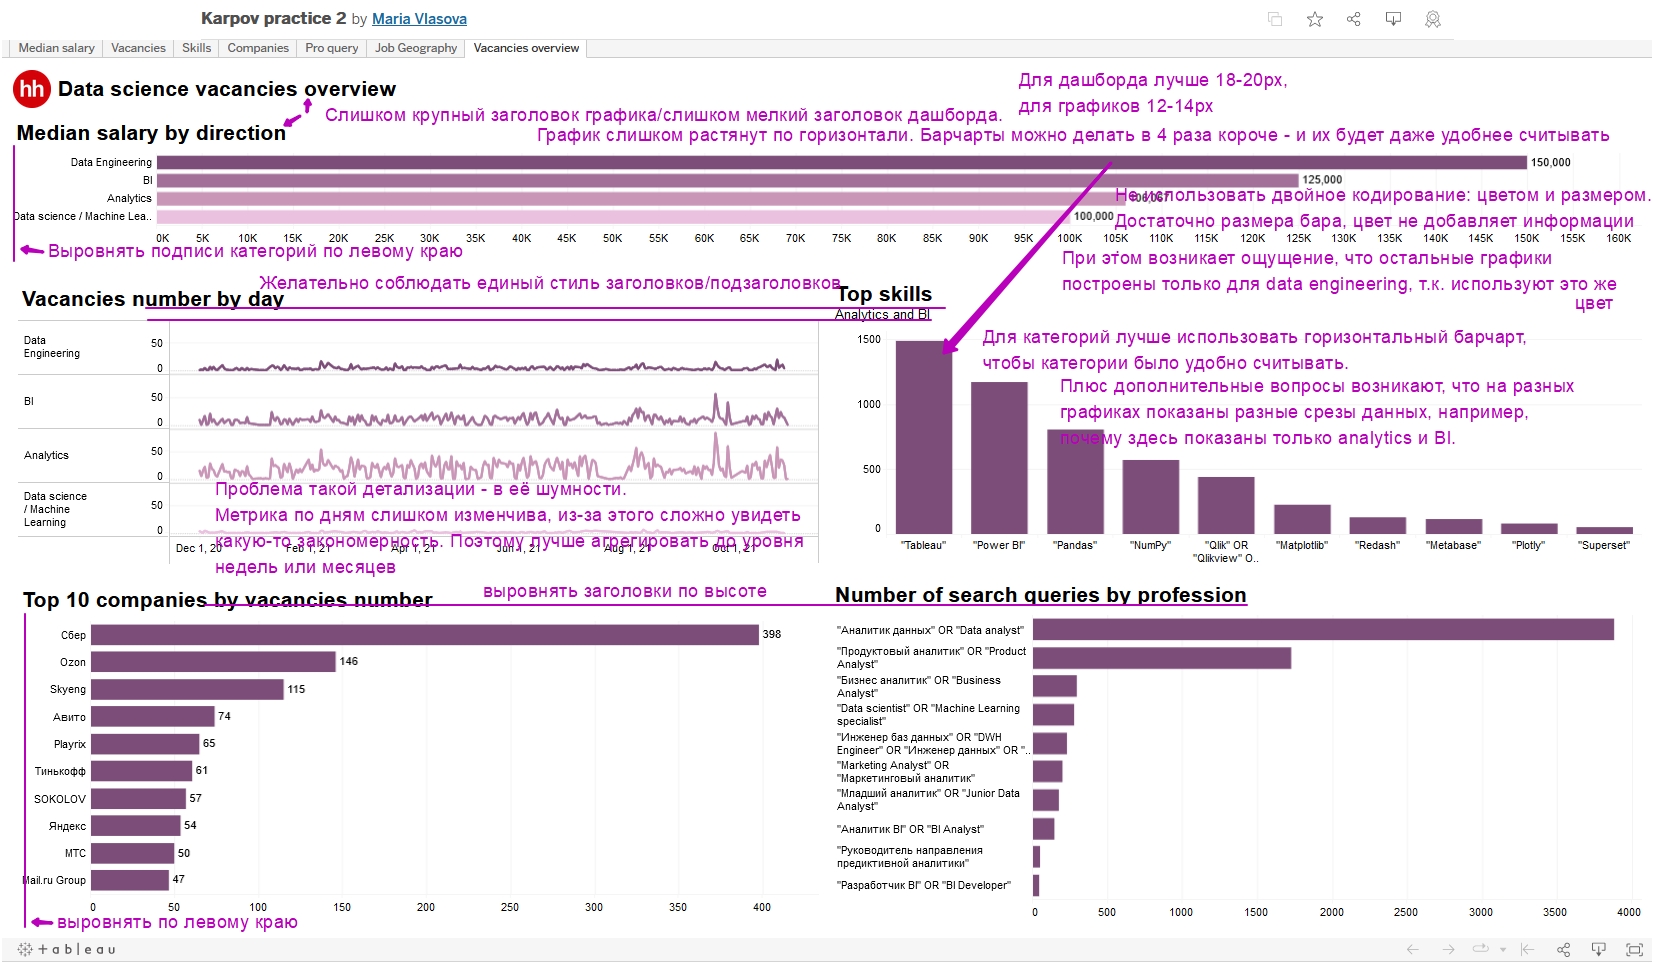 Karpov practice 2 by Maria Vlasova
Median salary
Vacancies
Skills
Companies
Pro query
Job Geography
Vacancies overview
hh
Data science vacancies overview
Для дашборда лучше 18-20px,
для графиков 12-14px
Слишком крупный заголовок графика/слишком мелкий заголовок дашборда.
Median salary by direction
График слишком растянут по горизонтали. Барчарты можно делать в 4 раза короче - и их будет даже удобнее считывать
Data Engineering
150,000
BI
125,000
Analytics
Не использовать двойное кодирование: цветом и размером.
Достаточно размера бара, цвет не добавляет информации
Data science / Machine Lea..
100,000
0K 5K 10K 15K 20K 25K 30K 35K 40K 45K 50K 55K 60K 65K 70K 75K 80K 85K 90K 95K 100K 105K 110K 115K 120K 125K 130K 135K 140K 145K 150K 155K 160K
Выровнять подписи категорий по левому краю
При этом возникает ощущение, что остальные графики
построены только для data engineering, т.к. используют это же
цвет
Желательно соблюдать единый стиль заголовков/подзаголовков
Vacancies number by day
Data
Engineering
50
0
BI
50
0
Analytics
50
0
Data science
/ Machine
Learning
50
0
Dec 1, 20
Feb 1, 21
Apr 1, 21
Jun 1, 21
Aug 1, 21
Oct 1, 21
Проблема такой детализации - в её шумности.
Метрика по дням слишком изменчива, из-за этого сложно увидеть
какую-то закономерность. Поэтому лучше агрегировать до уровня
недель или месяцев
Top skills
Analytics and BI
Для категорий лучше использовать горизонтальный барчарт,
чтобы категории было удобно считывать.
Плюс дополнительные вопросы возникают, что на разных
графиках показаны разные срезы данных, например,
почему здесь показаны только analytics и BI.
1500
1000
500
0
"Tableau"
"Power BI"
"Pandas"
"NumPy"
"Qlik" OR
"Qlikview" O..
"Matplotlib"
"Redash"
"Metabase"
"Plotly"
"Superset"
выровнять заголовки по высоте
Top 10 companies by vacancies number
Сбер
398
Ozon
146
Skyeng
115
Авито
74
Playrix
65
Тинькофф
61
SOKOLOV
57
Яндекс
54
МТС
50
Mail.ru Group
47
0 50 100 150 200 250 300 350 400
выровнять по левому краю
Number of search queries by profession
"Аналитик данных" OR "Data analyst"
"Продуктовый аналитик" OR "Product
Analyst"
"Бизнес аналитик" OR "Business
Analyst"
"Data scientist" OR "Machine Learning
specialist"
"Инженер баз данных" OR "DWH
Engineer" OR "Инженер данных" OR "..
"Marketing Analyst" OR
"Маркетинговый аналитик"
"Младший аналитик" OR "Junior Data
Analyst"
"Аналитик BI" OR "BI Analyst"
"Руководитель направления
предиктивной аналитики"
"Разработчик BI" OR "BI Developer"
0 500 1000 1500 2000 2500 3000 3500 4000
+ableau